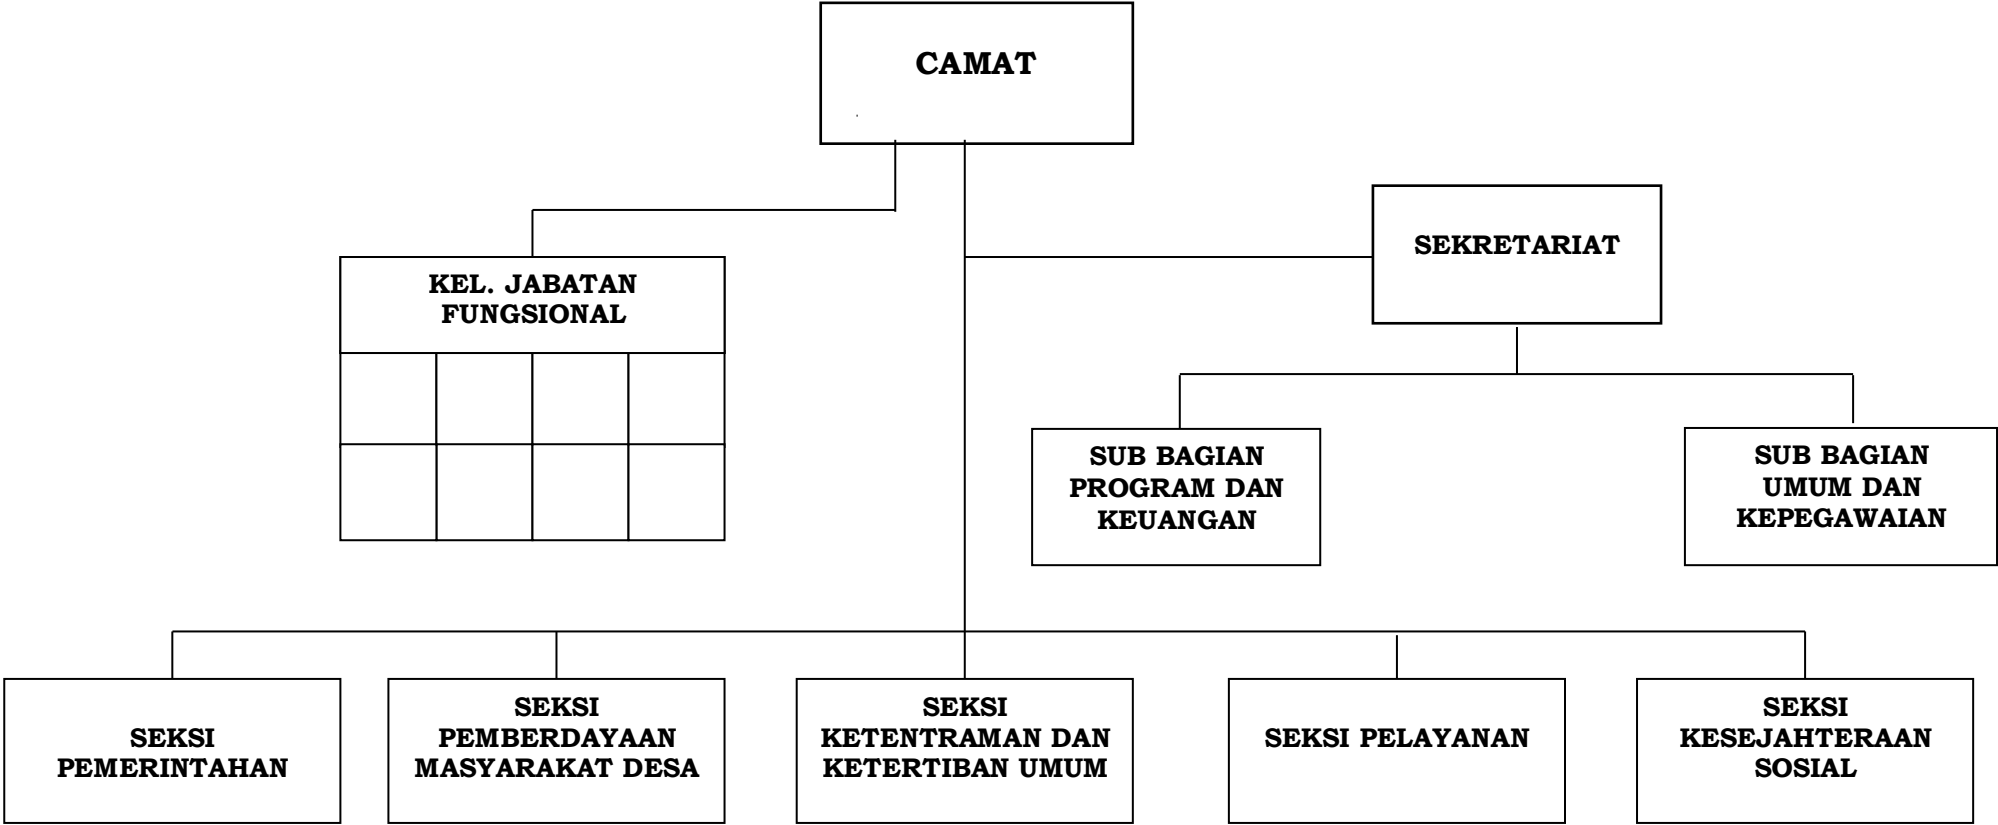 CAMAT
SEKRETARIAT
KEL. JABATAN
FUNGSIONAL
SUB BAGIAN
PROGRAM DAN
KEUANGAN
SUB BAGIAN
UMUM DAN
KEPEGAWAIAN
SEKSI
PEMERINTAHAN
SEKSI
PEMBERDAYAAN
MASYARAKAT DESA
SEKSI
KETENTRAMAN DAN
KETERTIBAN UMUM
SEKSI PELAYANAN
SEKSI
KESEJAHTERAAN
SOSIAL